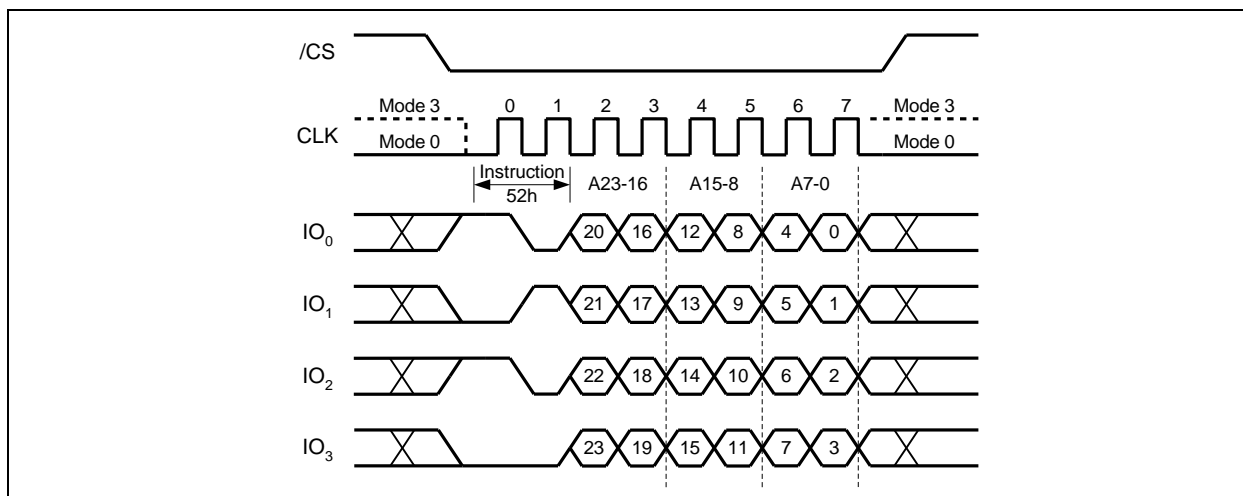 /CS
Mode 3 0 1 2 3 4 5 6 7 Mode 3
CLK
Mode 0 Mode 0
Instruction A23-16 A15-8 A7-0
52h
IO0 20 16 12 8 4 0
IO1 21 17 13 9 5 1
IO2 22 18 14 10 6 2
IO3 23 19 15 11 7 3